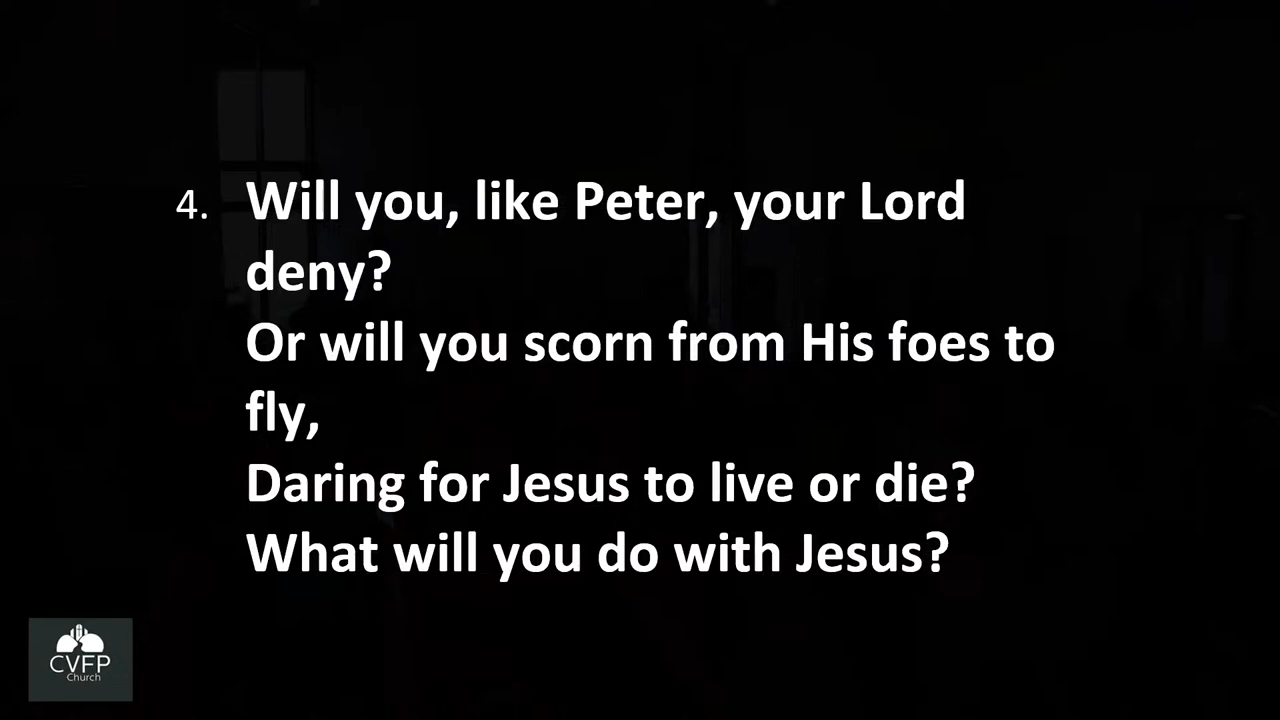 4. Will you, like Peter, your Lord
deny?
Or will you scorn from His foes to
fly,
Daring for Jesus to live or die?
What will you do with Jesus?
CVFP
Church